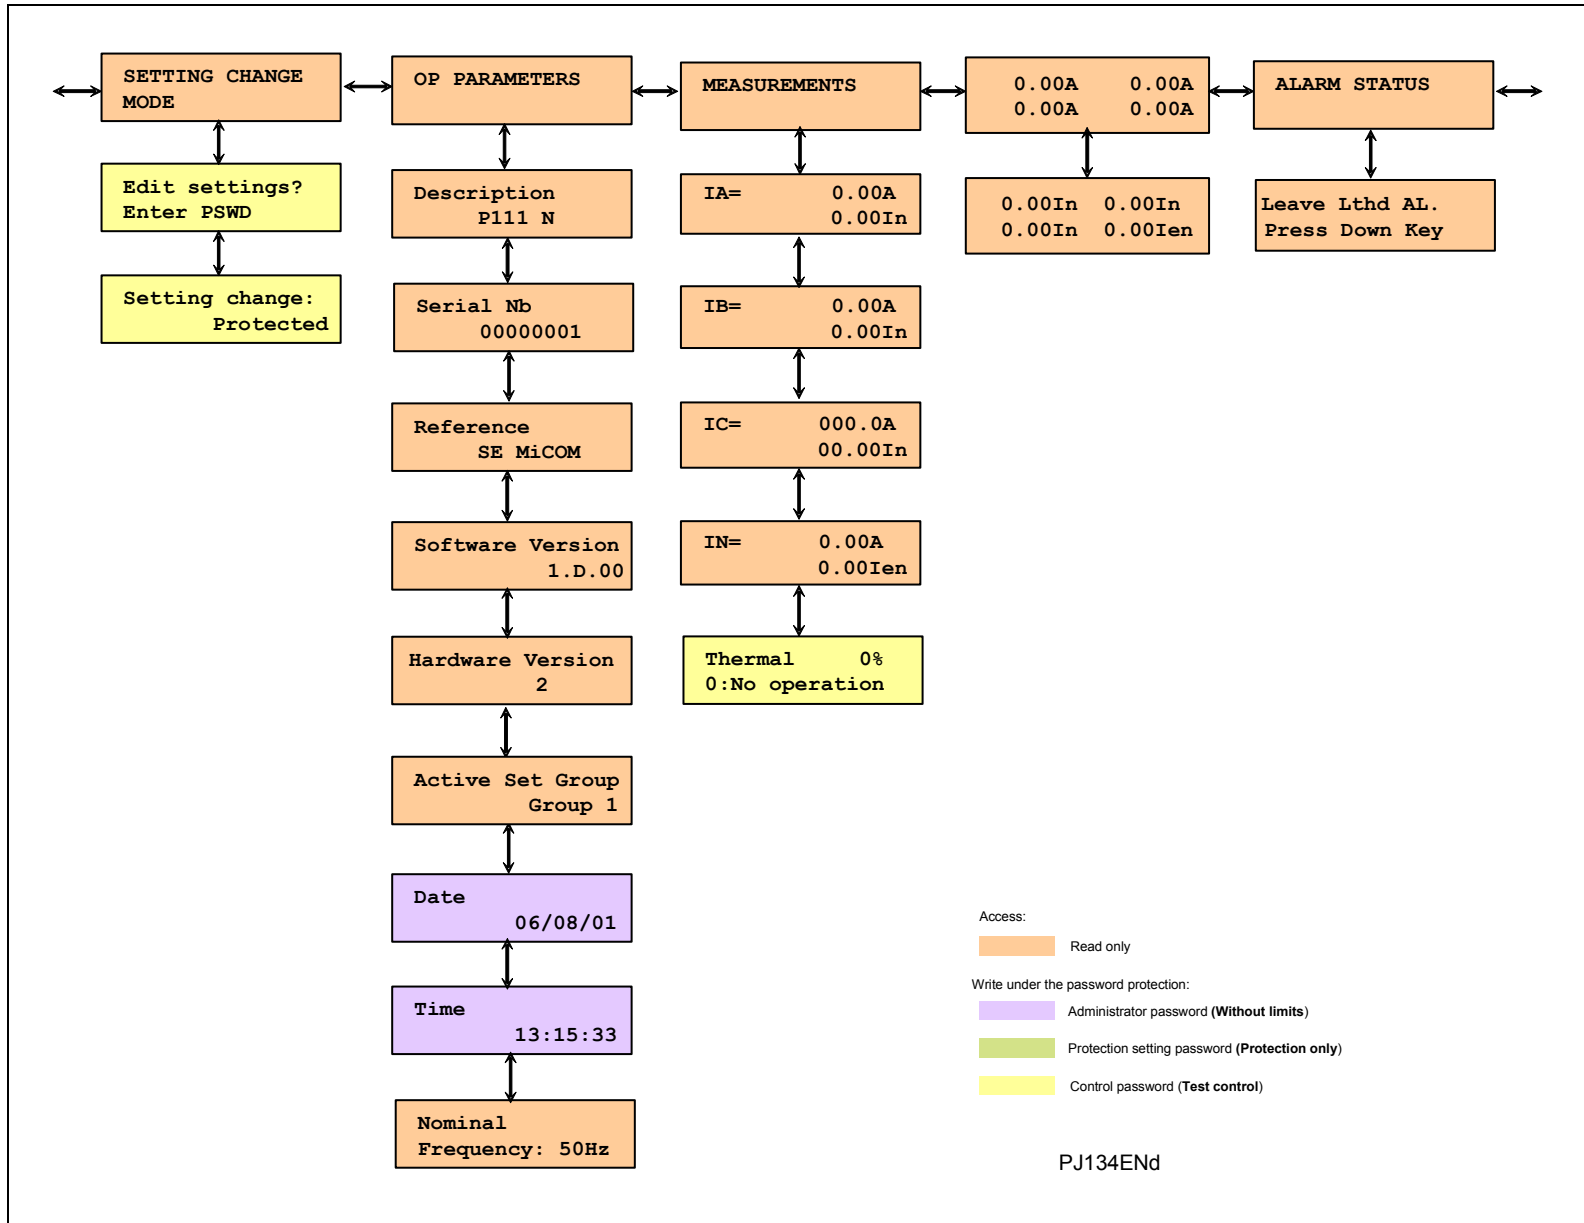 SETTING CHANGE
MODE
Edit settings?
Enter PSWD
Setting change:
Protected
OP PARAMETERS
Description
P111 N
Serial Nb
00000001
Reference
SE MiCOM
Software Version
1.D.00
Hardware Version
2
Active Set Group
Group 1
Date
06/08/01
Time
13:15:33
Nominal
Frequency: 50Hz
MEASUREMENTS
IA= 0.00A
0.00In
IB= 0.00A
0.00In
IC= 000.0A
00.00In
IN= 0.00A
0.00Ien
Thermal 0%
0:No operation
0.00A 0.00A
0.00A 0.00A
0.00In 0.00In
0.00In 0.00Ien
ALARM STATUS
Leave Lthd AL.
Press Down Key
Access:
Read only
Write under the password protection:
Administrator password (Without limits)
Protection setting password (Protection only)
Control password (Test control)
PJ134ENd